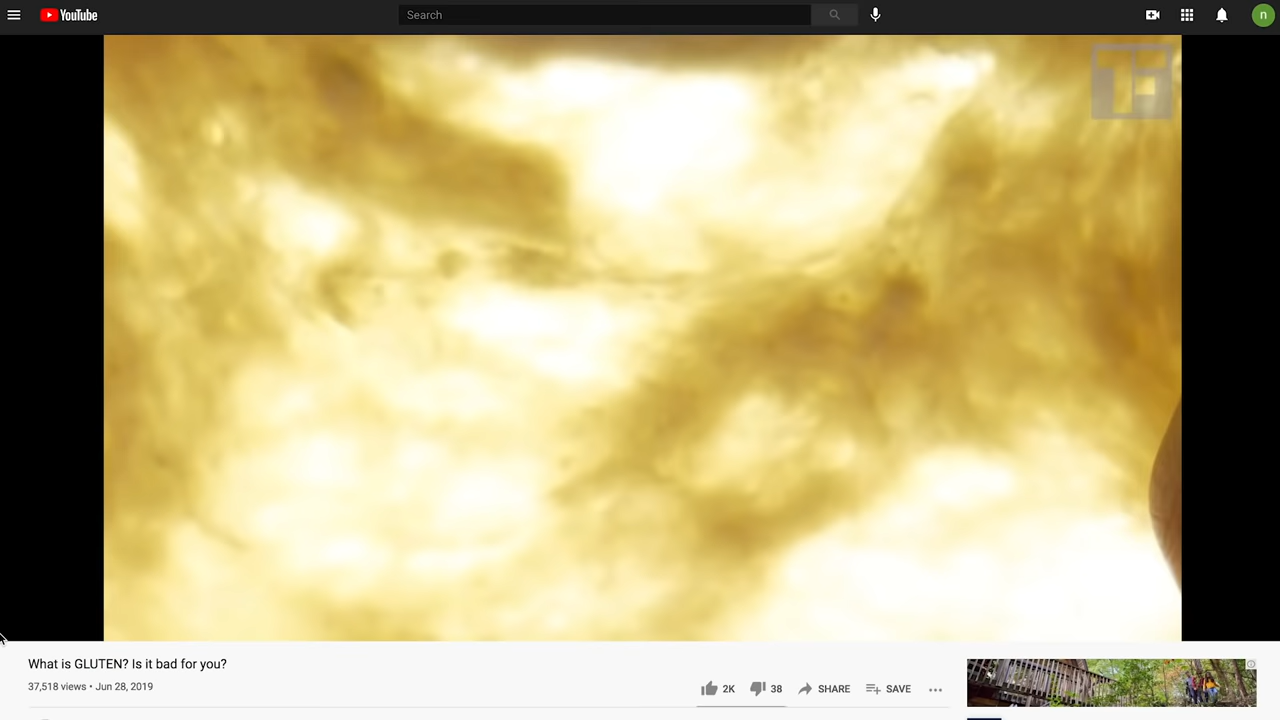 YouTube
Search
n
TS
What is GLUTEN? Is it bad for you?
37,518 views • Jun 28, 2019
2K
38
SHARE
SAVE